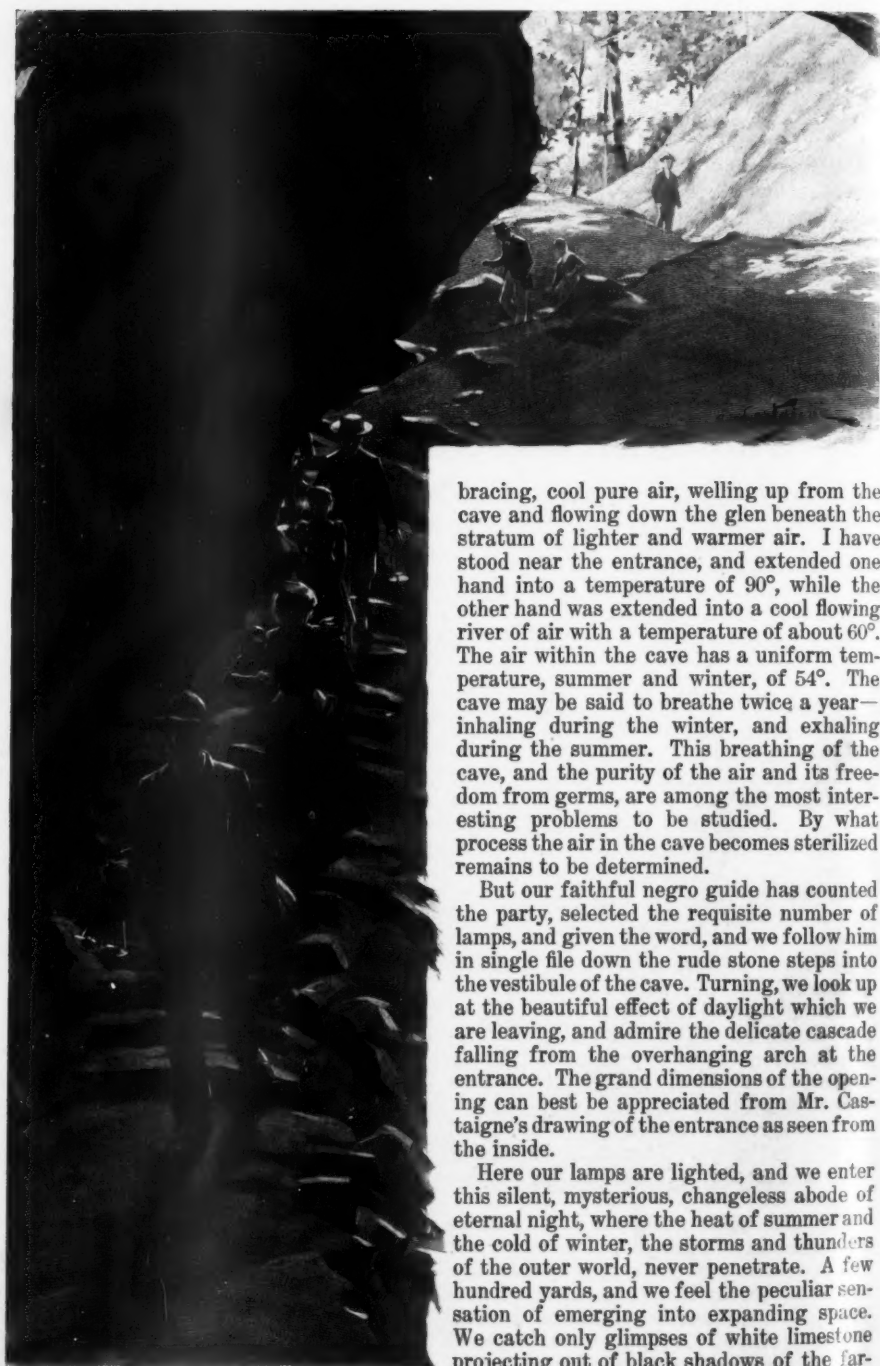 bracing, cool pure air, welling up from the
cave and flowing down the glen beneath the
stratum of lighter and warmer air. I have
stood near the entrance, and extended one
hand into a temperature of 90°, while the
other hand was extended into a cool flowing
river of air with a temperature of about 60°.
The air within the cave has a uniform tem-
perature, summer and winter, of 54°. The
cave may be said to breathe twice a year—
inhaling during the winter, and exhaling
during the summer. This breathing of the
cave, and the purity of the air and its free-
dom from germs, are among the most inter-
esting problems to be studied. By what
process the air in the cave becomes sterilized
remains to be determined.
But our faithful negro guide has counted
the party, selected the requisite number of
lamps, and given the word, and we follow him
in single file down the rude stone steps into
the vestibule of the cave. Turning, we look up
at the beautiful effect of daylight which we
are leaving, and admire the delicate cascade
falling from the overhanging arch at the
entrance. The grand dimensions of the open-
ing can best be appreciated from Mr. Cas-
taigne's drawing of the entrance as seen from
the inside.
Here our lamps are lighted, and we enter
this silent, mysterious, changeless abode of
eternal night, where the heat of summer and
the cold of winter, the storms and thunders
of the outer world, never penetrate. A few
hundred yards, and we feel the peculiar sen-
sation of emerging into expanding space.
We catch only glimpses of white limestone
projecting out of black shadows of the far-